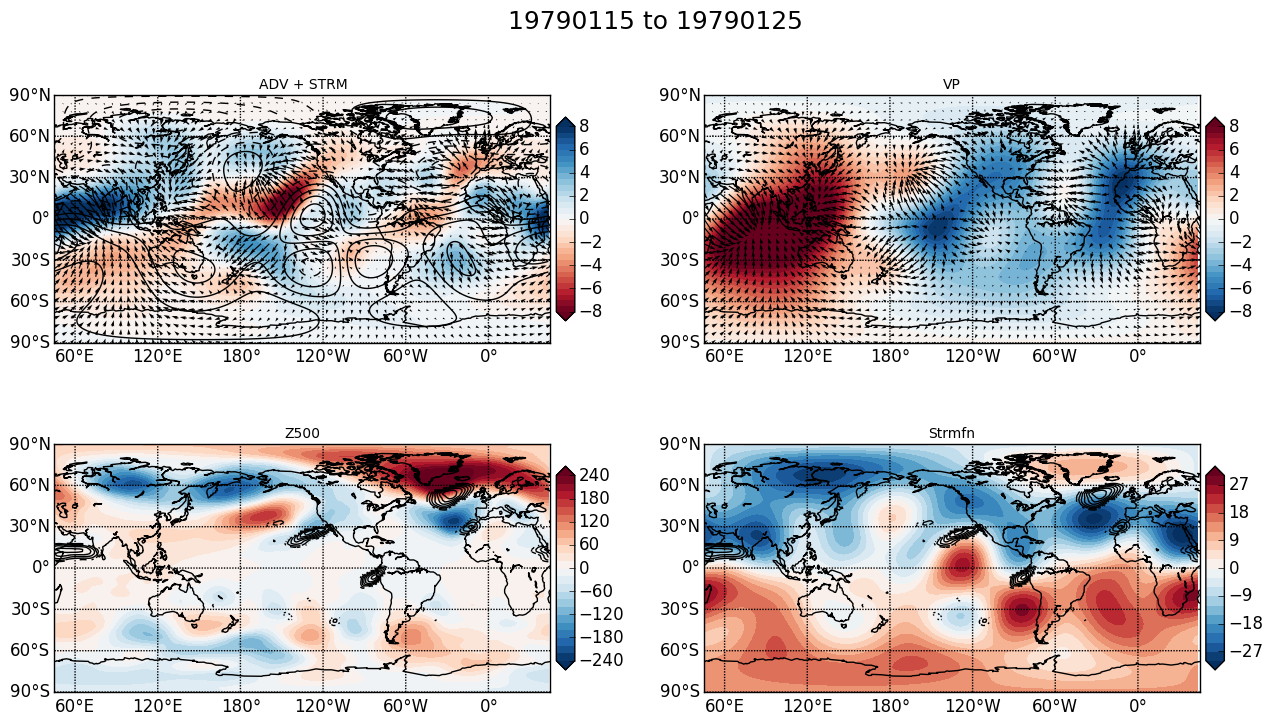 19790115 to 19790125
ADV + STRM
90°N
60°N
30°N
0°
30°S
60°S
90°S
60°E 120°E 180° 120°W 60°W 0°
8
6
4
2
0
−2
−4
−6
−8
VP
90°N
60°N
30°N
0°
30°S
60°S
90°S
60°E 120°E 180° 120°W 60°W 0°
8
6
4
2
0
−2
−4
−6
−8
Z500
90°N
60°N
30°N
0°
30°S
60°S
90°S
60°E 120°E 180° 120°W 60°W 0°
240
180
120
60
0
−60
−120
−180
−240
Strmfn
90°N
60°N
30°N
0°
30°S
60°S
90°S
60°E 120°E 180° 120°W 60°W 0°
27
18
9
0
−9
−18
−27